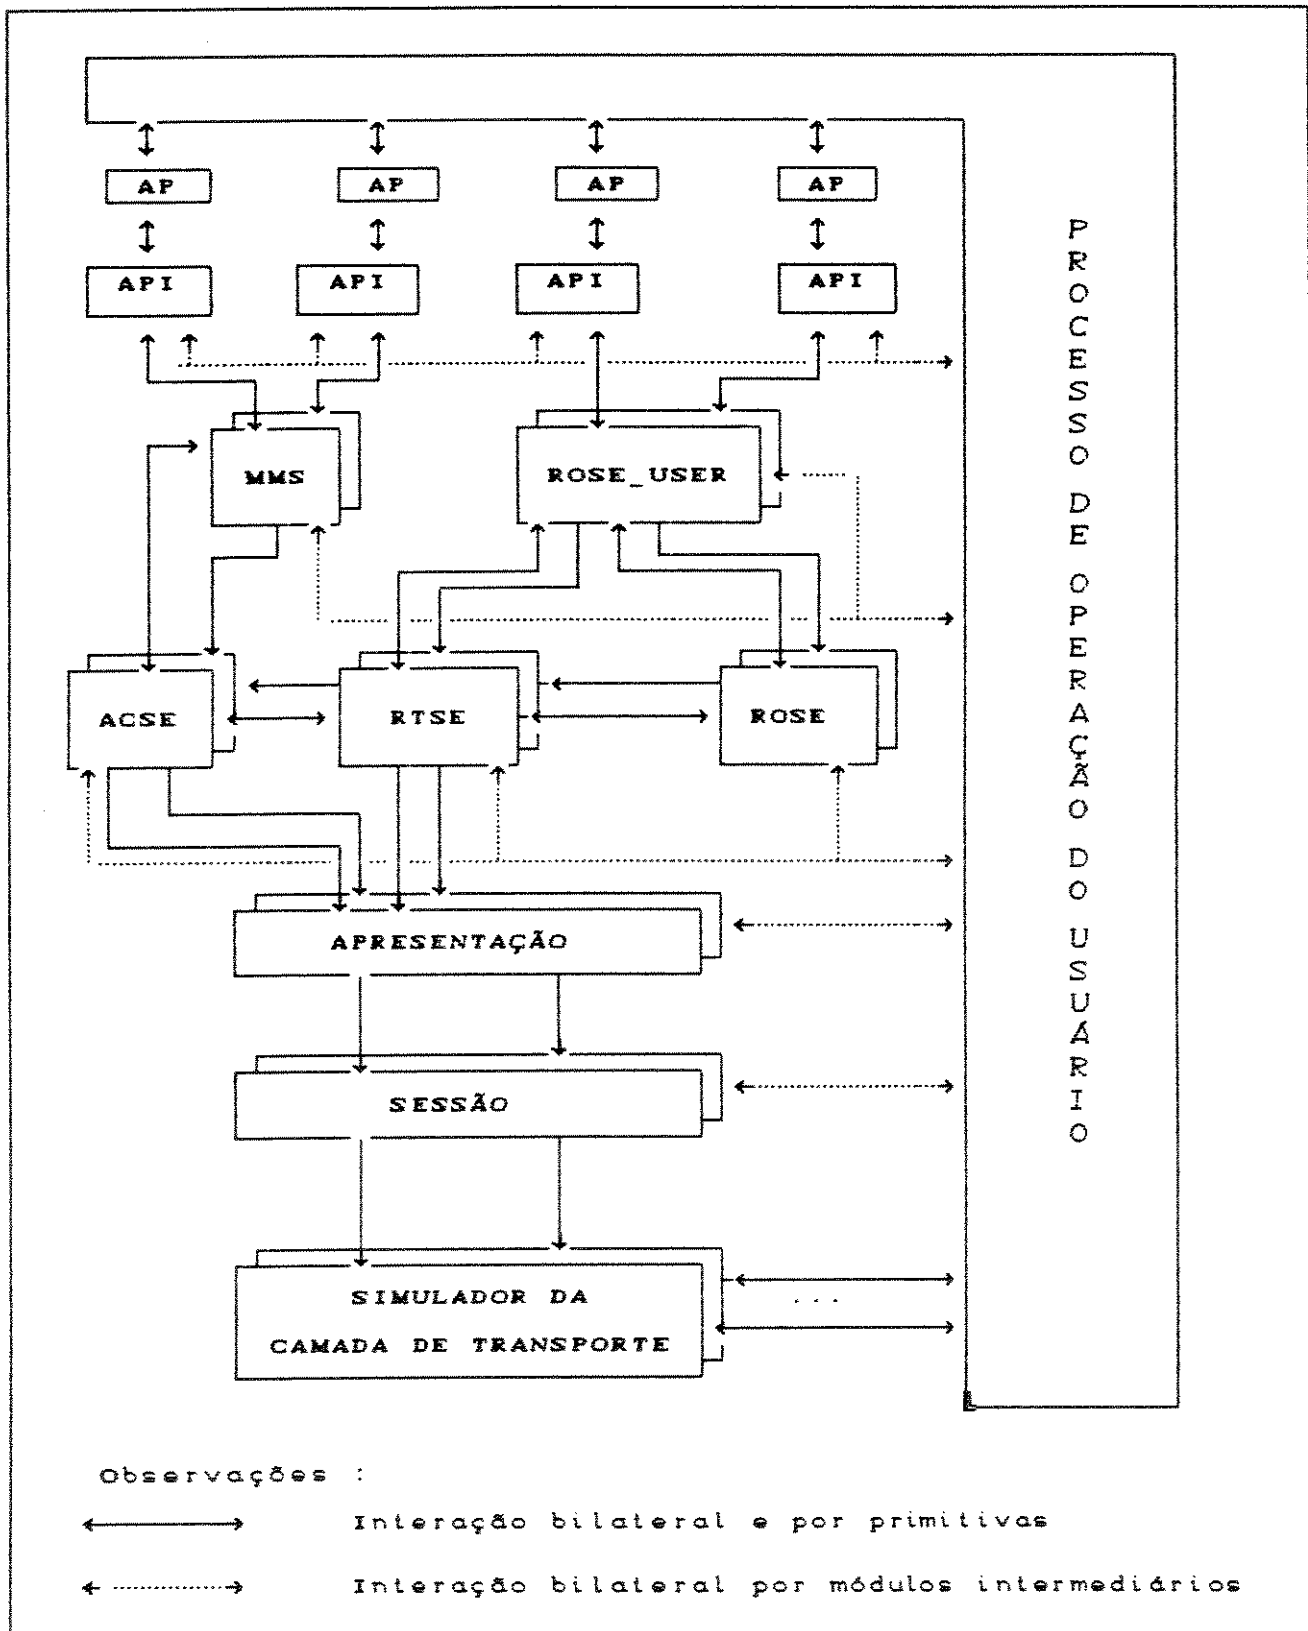 AP AP AP AP
API API API API
PROCESSO DE OPERAÇÃO DO USUÁRIO
MMS ROSE_USER
ACSE RTSE ROSE
APRESENTAÇÃO
SESSÃO
SIMULADOR DA
. . .
CAMADA DE TRANSPORTE
Observações :
Interação bilateral e por primitivas
Interação bilateral por módulos intermediários